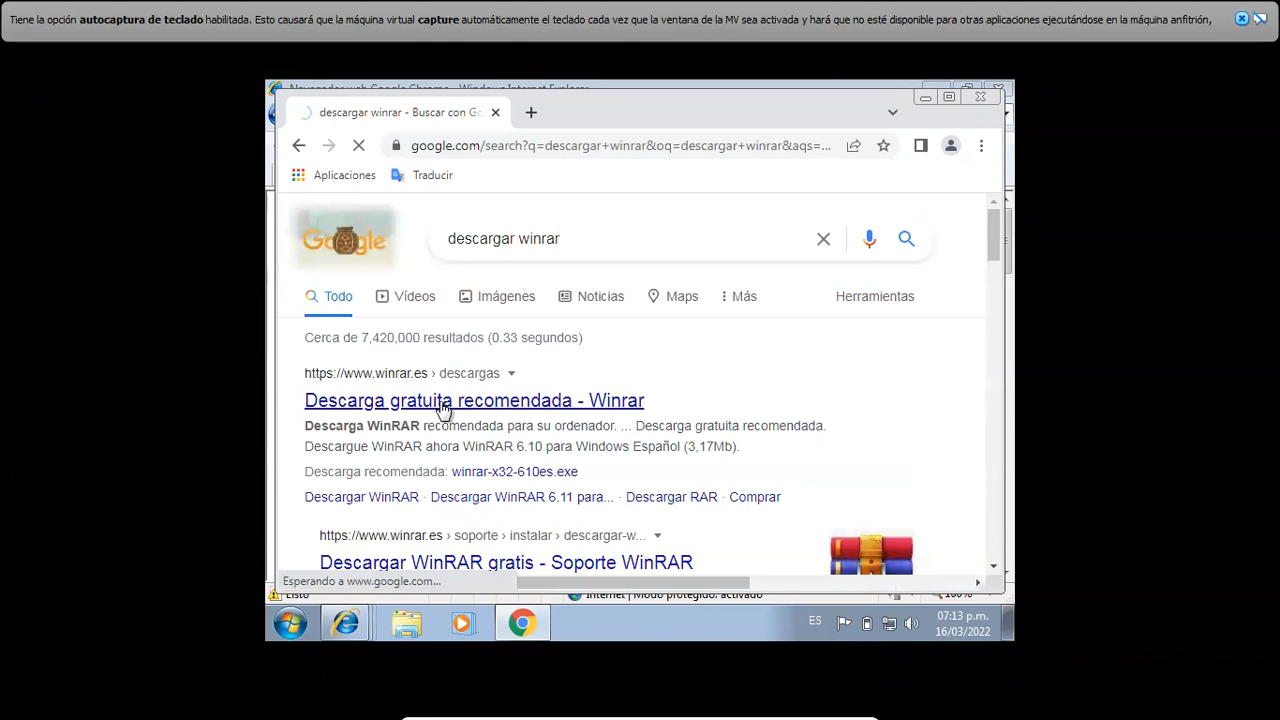 Tiene la opción autocaptura de teclado habilitada. Esto causará que la máquina virtual capture automáticamente el teclado cada vez que la ventana de la MV sea activada y hará que no esté disponible para otras aplicaciones ejecutándose en la máquina anfitrión,
Navegador web Google Chrome - Windows Internet Explorer
descargar winrar - Buscar con Go
google.com/search?q=descargar+winrar&oq=descargar+winrar&aqs=...
Aplicaciones Traducir
Google descargar winrar
Todo Vídeos Imágenes Noticias Maps Más Herramientas
Cerca de 7,420,000 resultados (0.33 segundos)
https://www.winrar.es › descargas
Descarga gratuita recomendada - Winrar
Descarga WinRAR recomendada para su ordenador. ... Descarga gratuita recomendada.
Descargue WinRAR ahora WinRAR 6.10 para Windows Español (3,17Mb).
Descarga recomendada: winrar-x32-610es.exe
Descargar WinRAR · Descargar WinRAR 6.11 para... · Descargar RAR · Comprar
https://www.winrar.es › soporte › instalar › descargar-w...
Descargar WinRAR gratis - Soporte WinRAR
Esperando a www.google.com...
Listo Internet | Modo protegido: activado 100%
ES 07:13 p.m.
16/03/2022